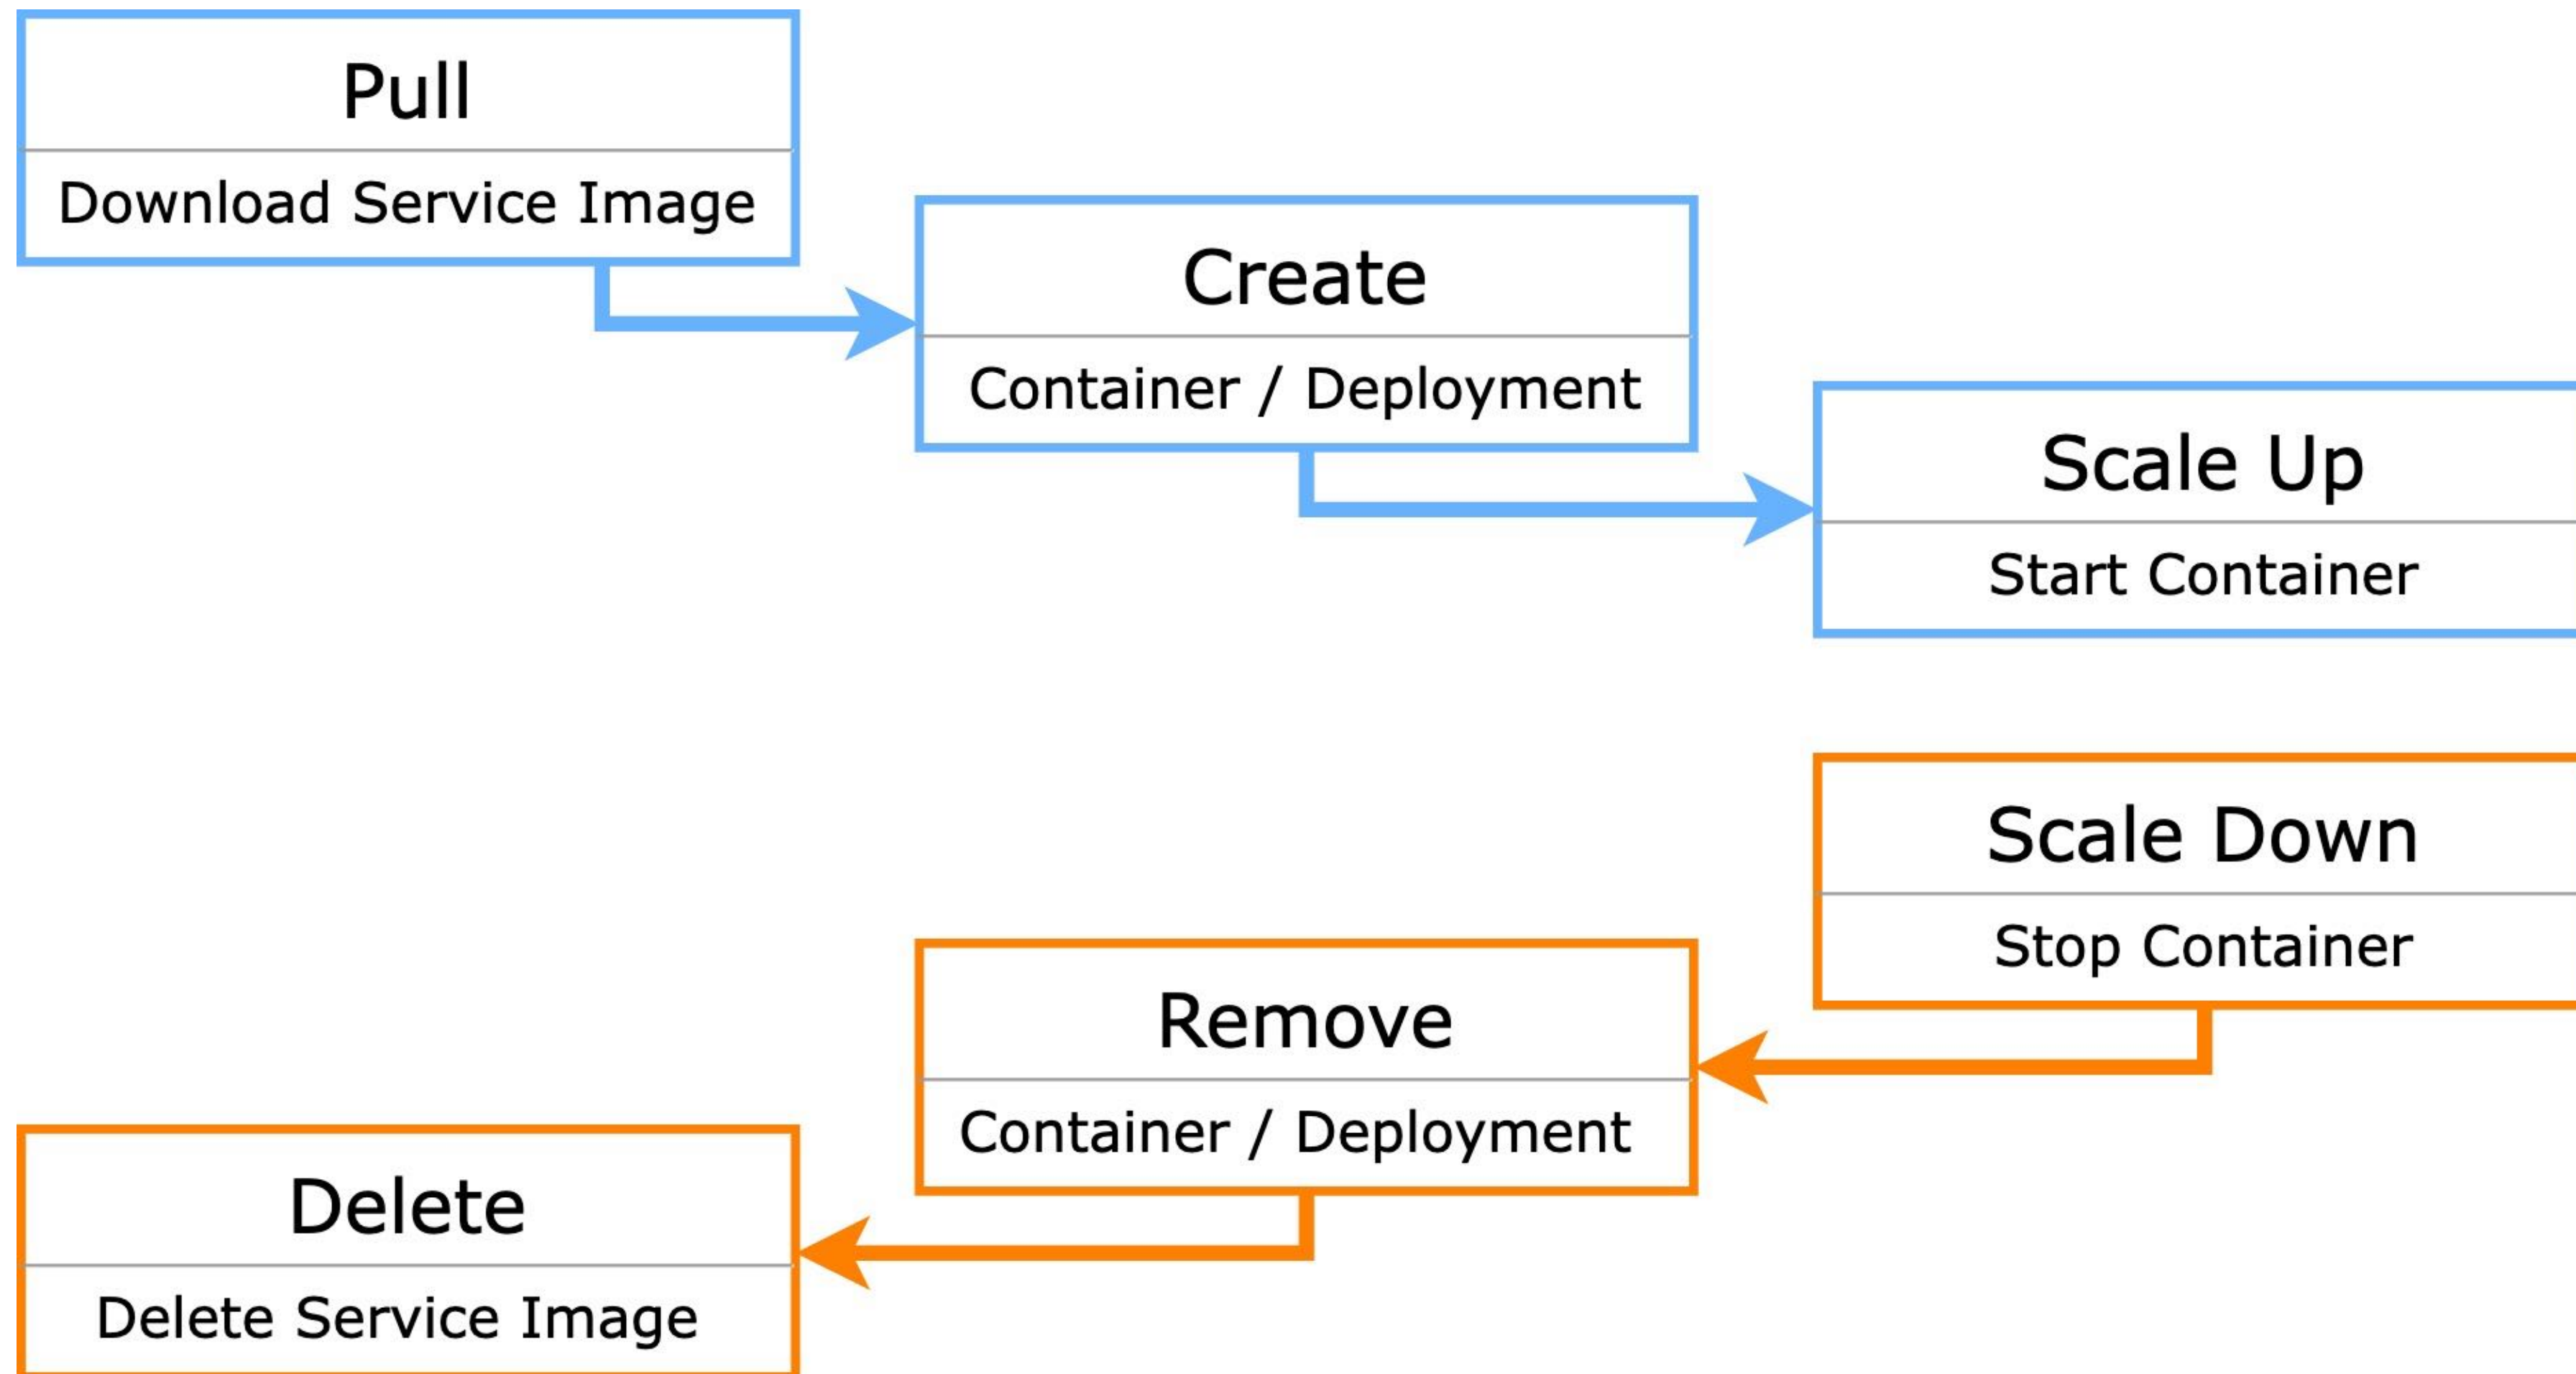 Pull
Download Service Image
Create
Container / Deployment
Scale Up
Start Container
Scale Down
Stop Container
Remove
Container / Deployment
Delete
Delete Service Image